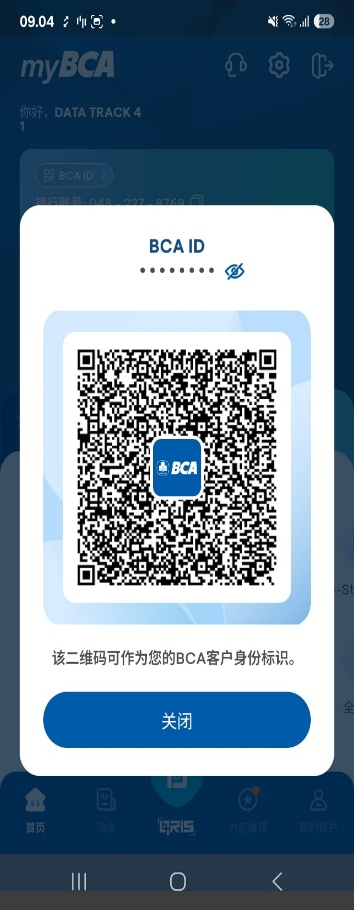 09.04
28
myBCA
你好，DATA TRACK 4
1
BCA ID
银行账号: 048 - 227 - 8769
BCA ID
BCA
该二维码可作为您的BCA客户身份标识。
关闭
-St
全
首页
动态
QRIS
为您推荐
我的账户